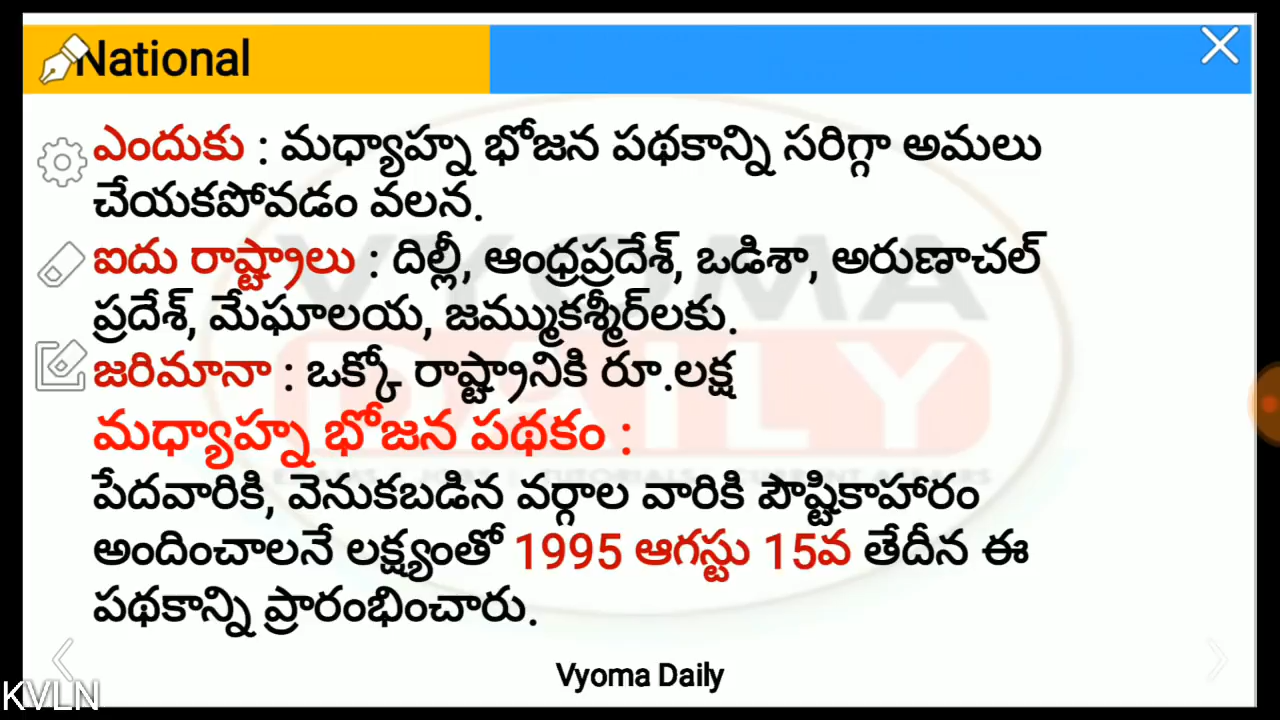 National
ఎందుకు : మధ్యాహ్న భోజన పథకాన్ని సరిగ్గా అమలు
చేయకపోవడం వలన.
ఐదు రాష్ట్రాలు : దిల్లీ, ఆంధ్రప్రదేశ్, ఒడిశా, అరుణాచల్
ప్రదేశ్, మేఘాలయ, జమ్ముకశ్మీర్‌లకు.
జరిమానా : ఒక్కో రాష్ట్రానికి రూ.లక్ష
మధ్యాహ్న భోజన పథకం :
పేదవారికి, వెనుకబడిన వర్గాల వారికి పౌష్టికాహారం
అందించాలనే లక్ష్యంతో 1995 ఆగస్టు 15వ తేదీన ఈ
పథకాన్ని ప్రారంభించారు.
Vyoma Daily
KVLN
VYOMA
DAILY